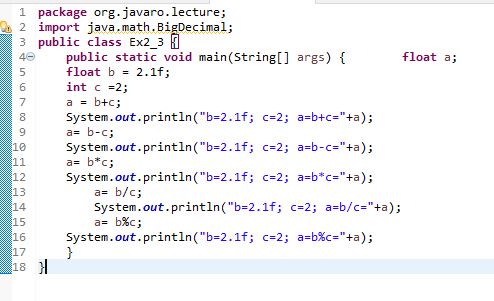 1 package org.javaro.lecture;
2 import java.math.BigDecimal;
3 public class Ex2_3 {
4 public static void main(String[] args) { float a;
5 float b = 2.1f;
6 int c =2;
7 a = b+c;
8 System.out.println("b=2.1f; c=2; a=b+c="+a);
9 a= b-c;
10 System.out.println("b=2.1f; c=2; a=b-c="+a);
11 a= b*c;
12 System.out.println("b=2.1f; c=2; a=b*c="+a);
13 a= b/c;
14 System.out.println("b=2.1f; c=2; a=b/c="+a);
15 a= b%c;
16 System.out.println("b=2.1f; c=2; a=b%c="+a);
17 }
18 }